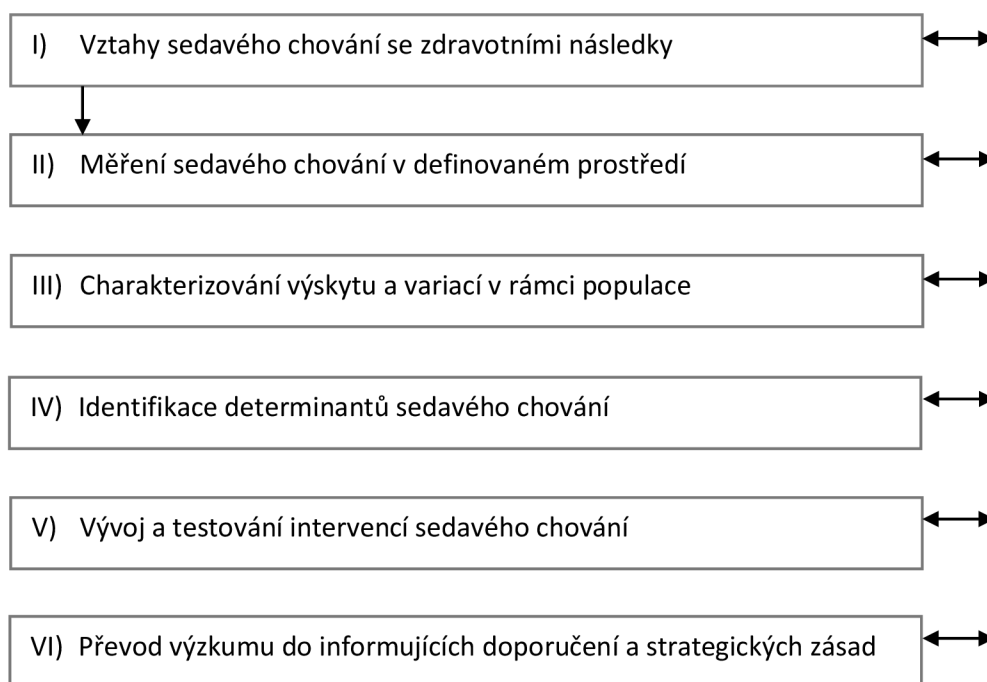 I) Vztahy sedavého chování se zdravotními následky
II) Měření sedavého chování v definovaném prostředí
III) Charakterizování výskytu a variací v rámci populace
IV) Identifikace determinantů sedavého chování
V) Vývoj a testování intervencí sedavého chování
VI) Převod výzkumu do informujících doporučení a strategických zásad